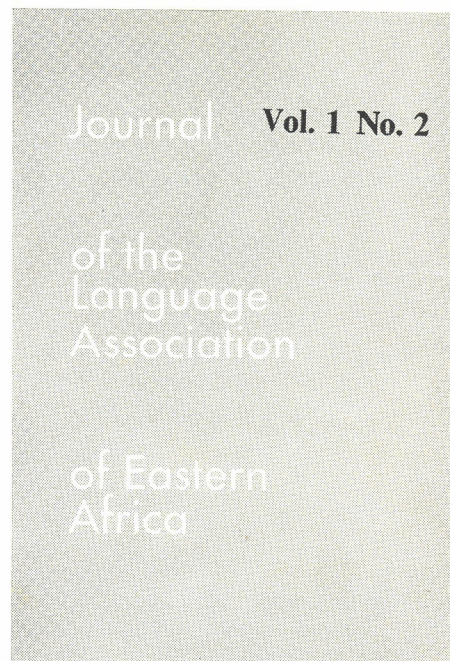 Journal
Vol. 1 No. 2
of the
Language
Association
of Eastern
Africa